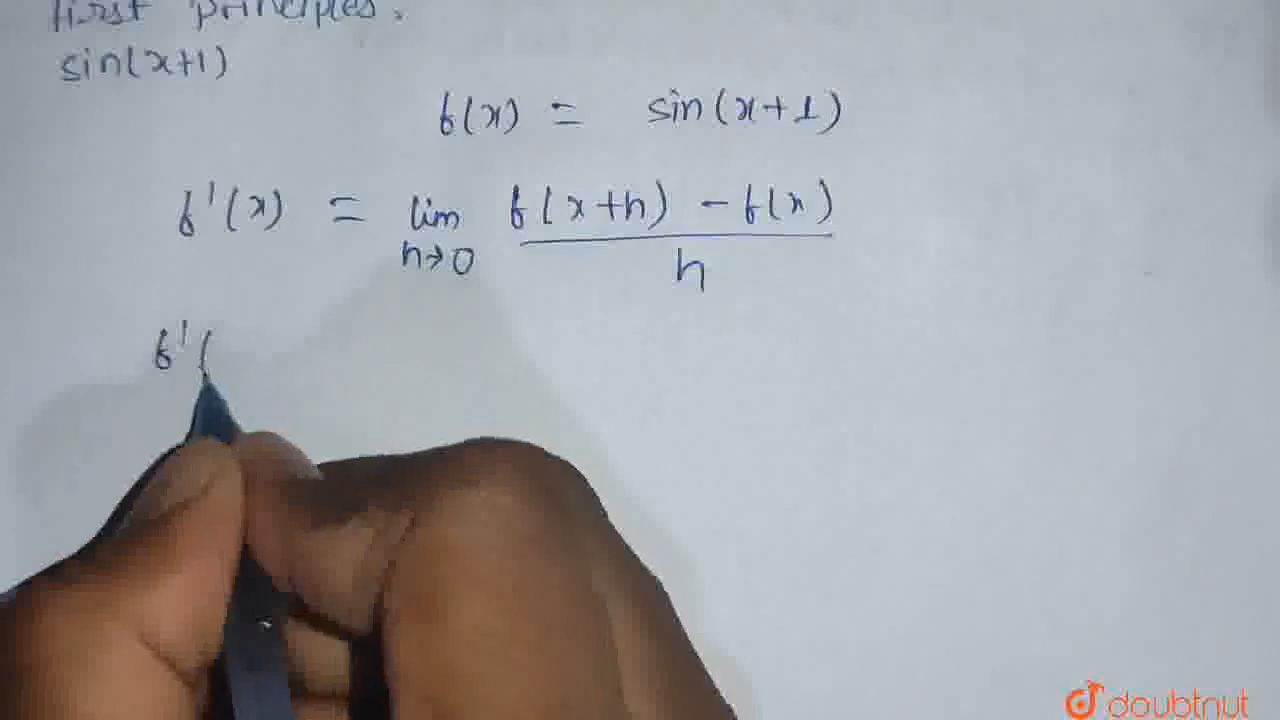 first principles.
sin(x+1)
f(x) = sin(x+1)
f'(x) = lim h→0 f(x+h) - f(x) / h
f'(
doubtnut